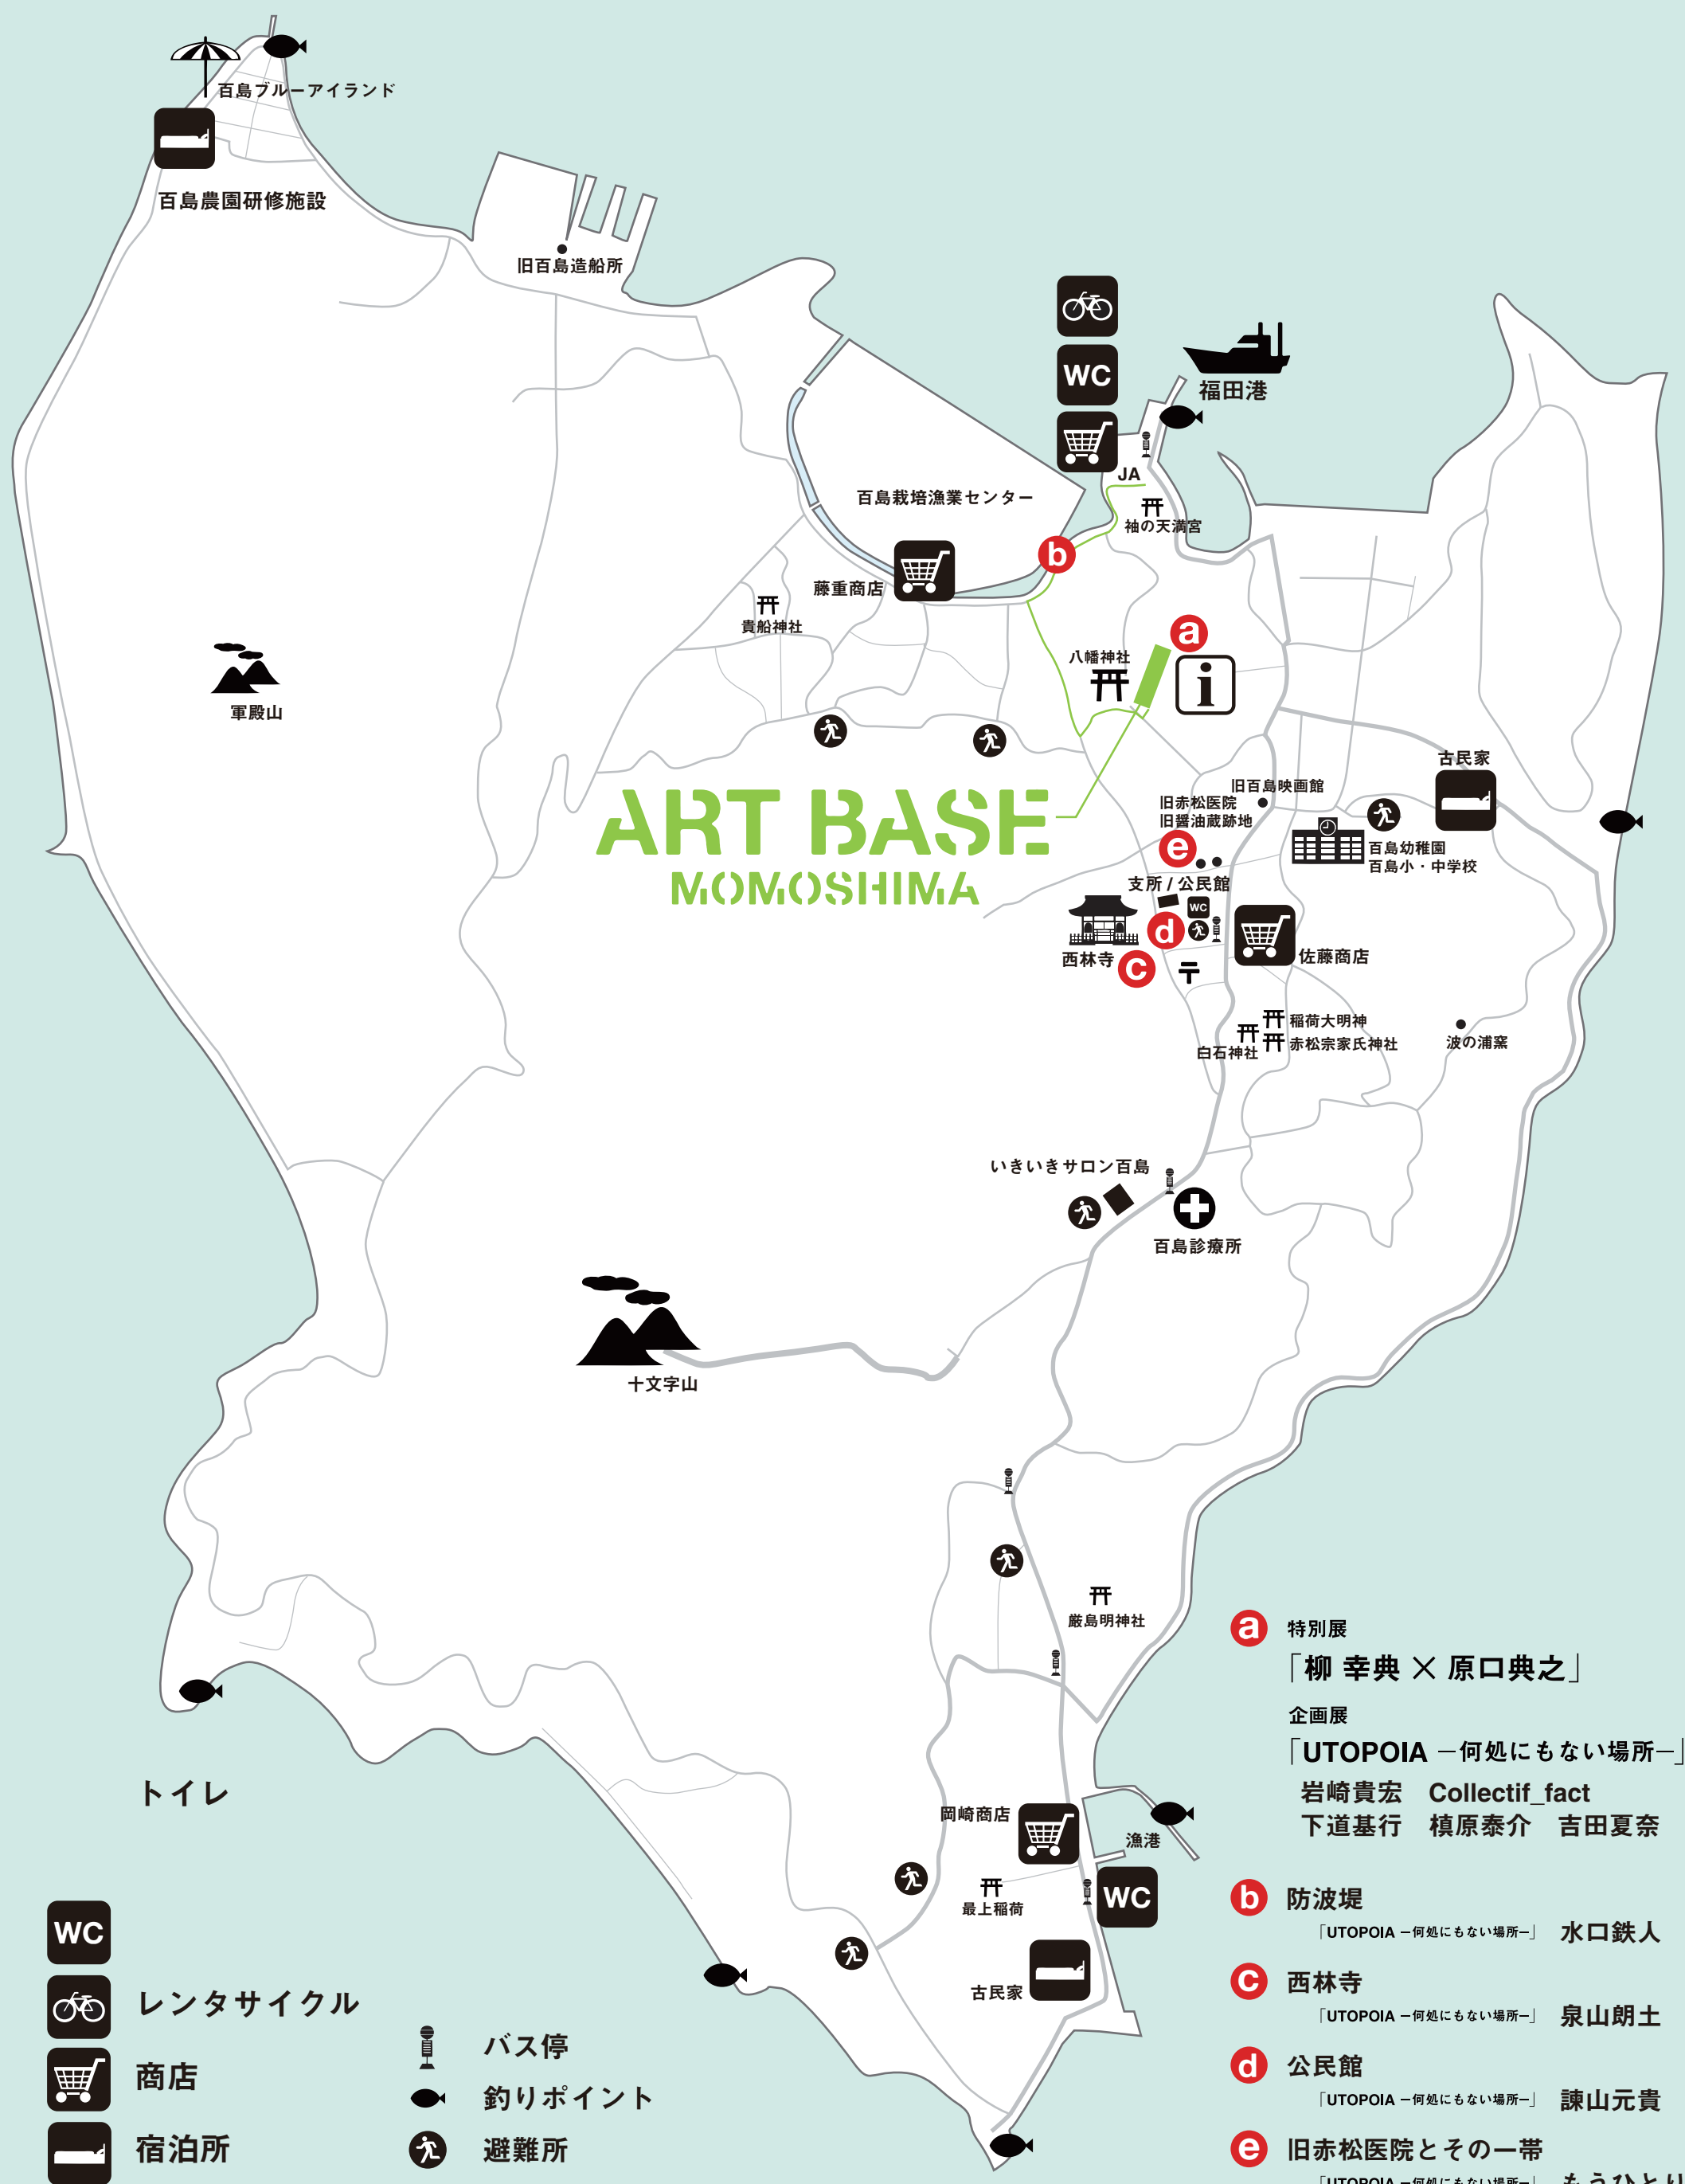 百島ブルーアイランド
百島農園研修施設
旧百島造船所
WC
福田港
JA
百島栽培漁業センター
袖の天満宮
b
藤重商店
貴船神社
a
八幡神社
i
軍殿山
ART BASE
MOMOSHIMA
古民家
旧百島映画館
旧赤松医院
旧醤油蔵跡地
百島幼稚園
百島小・中学校
e
支所 / 公民館
WC
d
西林寺
c
〒
佐藤商店
稲荷大明神
白石神社
赤松宗家氏神社
波の浦窯
いきいきサロン百島
百島診療所
十文字山
厳島明神社
岡崎商店
漁港
最上稲荷
WC
古民家
トイレ
WC
レンタサイクル
商店
宿泊所
バス停
釣りポイント
避難所
a 特別展
「柳 幸典 × 原口典之」
企画展
「UTOPOIA －何処にもない場所－」
岩崎貴宏 Collectif_fact
下道基行 槙原泰介 吉田夏奈
b 防波堤
「UTOPOIA －何処にもない場所－」 水口鉄人
c 西林寺
「UTOPOIA －何処にもない場所－」 泉山朗土
d 公民館
「UTOPOIA －何処にもない場所－」 諫山元貴
e 旧赤松医院とその一帯
「UTOPOIA －何処にもない場所－」 もうひとり